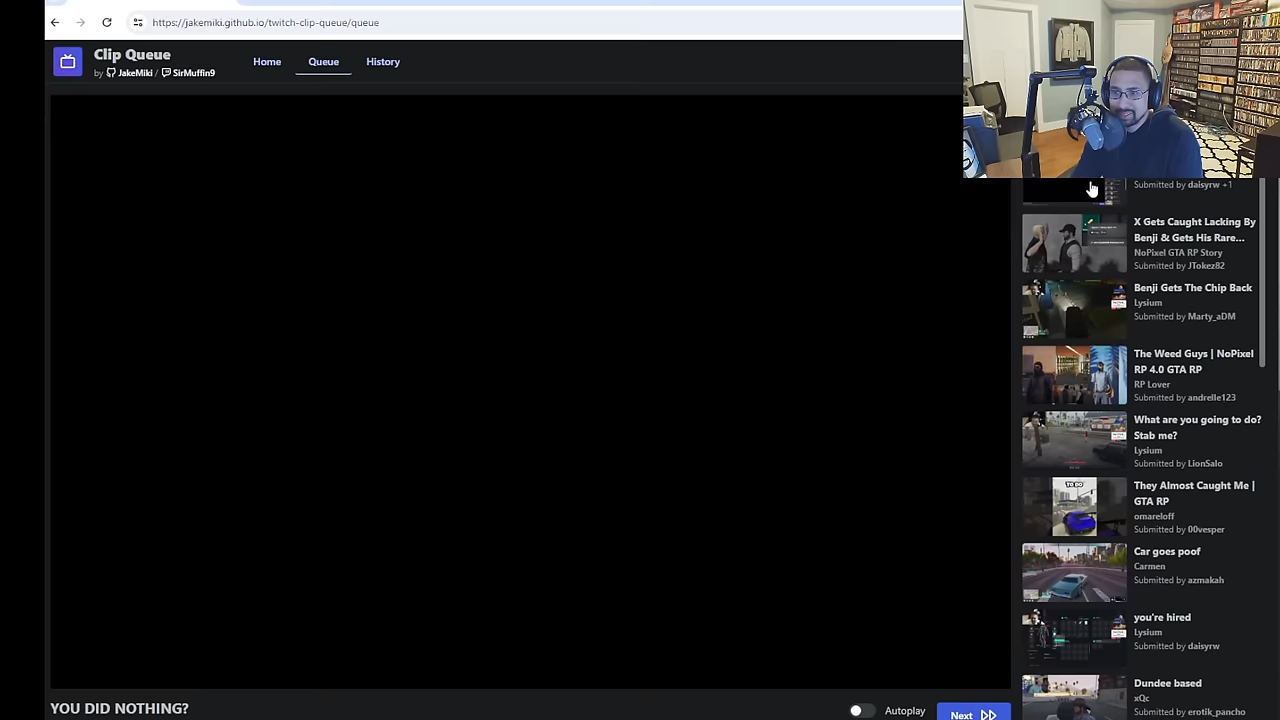 https://jakemiki.github.io/twitch-clip-queue/queue
Clip Queue
by JakeMiki / SirMuffin9
Home
Queue
History
Submitted by daisyrw +1
X Gets Caught Lacking By
Benji & Gets His Rare...
NoPixel GTA RP Story
Submitted by JTokez82
Benji Gets The Chip Back
Lysium
Submitted by Marty_aDM
The Weed Guys | NoPixel
RP 4.0 GTA RP
RP Lover
Submitted by andrelle123
What are you going to do?
Stab me?
Lysium
Submitted by LionSalo
TO DO
They Almost Caught Me |
GTA RP
omareloff
Submitted by 00vesper
Car goes poof
Carmen
Submitted by azmakah
you're hired
Lysium
Submitted by daisyrw
Dundee based
xQc
Submitted by erotik_pancho
YOU DID NOTHING?
Autoplay
Next